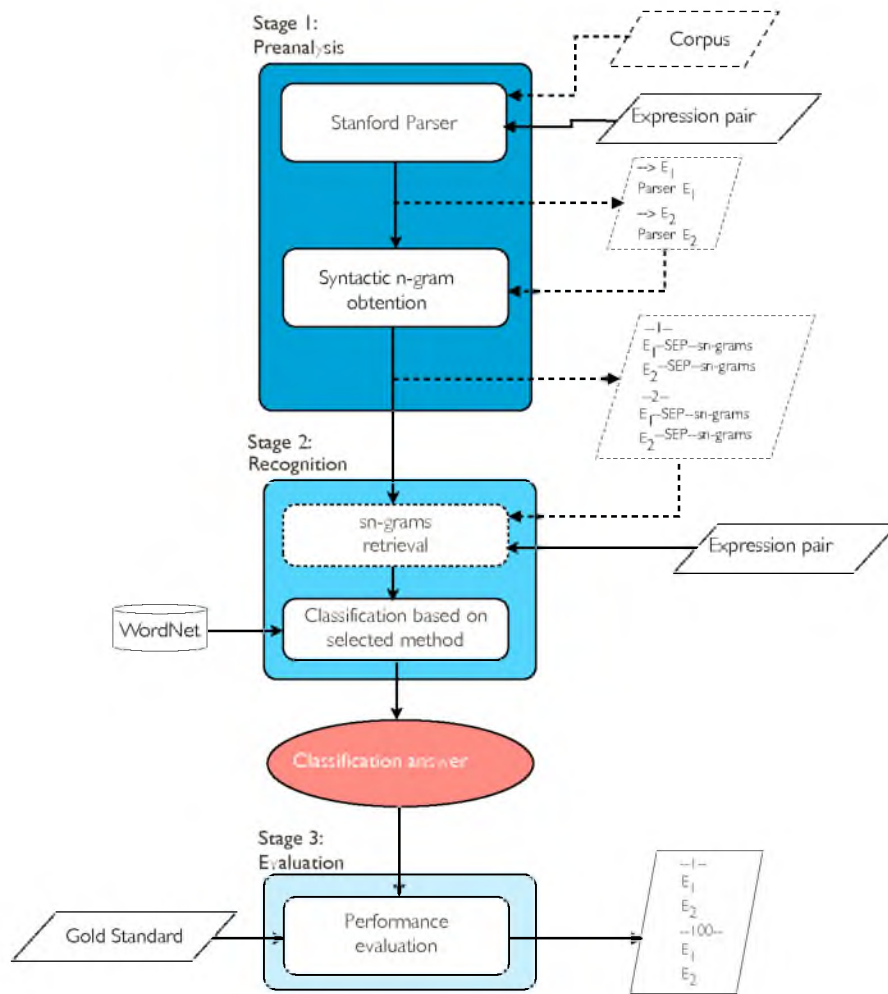 Stage 1:
Preanalysis
Corpus
Stanford Parser
Expression pair
--> E1
Parser E1
--> E2
Parser E2
Syntactic n-gram
obtention
--1--
E1--SEP--sn-grams
E2--SEP--sn-grams
--2--
E1--SEP--sn-grams
E2--SEP--sn-grams
Stage 2:
Recognition
sn-grams
retrieval
Expression pair
WordNet
Classification based on
selected method
Classification answer
Stage 3:
Evaluation
Gold Standard
Performance
evaluation
--1--
E1
E2
--100--
E1
E2